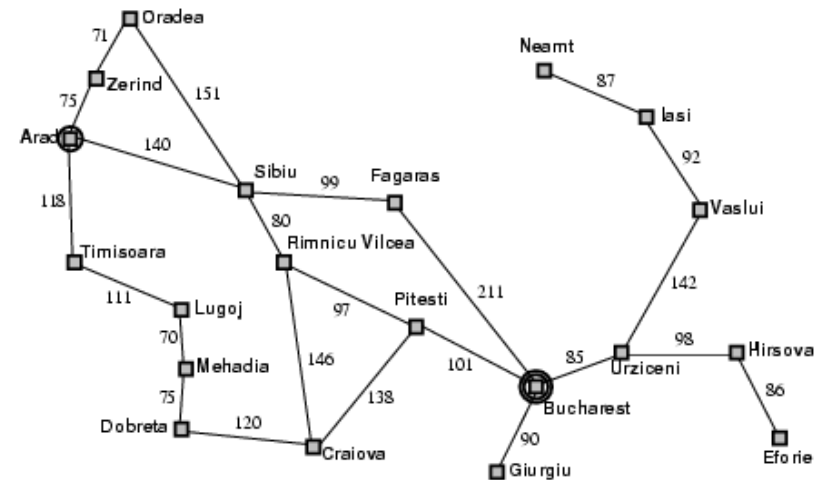 Oradea
71
Neamt
Zerind
87
75
151
Iasi
Arad
140
92
Sibiu
Fagaras
99
118
Vaslui
80
Rimnicu Vilcea
Timisoara
142
111
211
Lugoj
97
Pitesti
70
98
Hirsova
146
85
Mehadia
101
Urziceni
138
86
75
Bucharest
120
Dobreta
90
Craiova
Eforie
Giurgiu